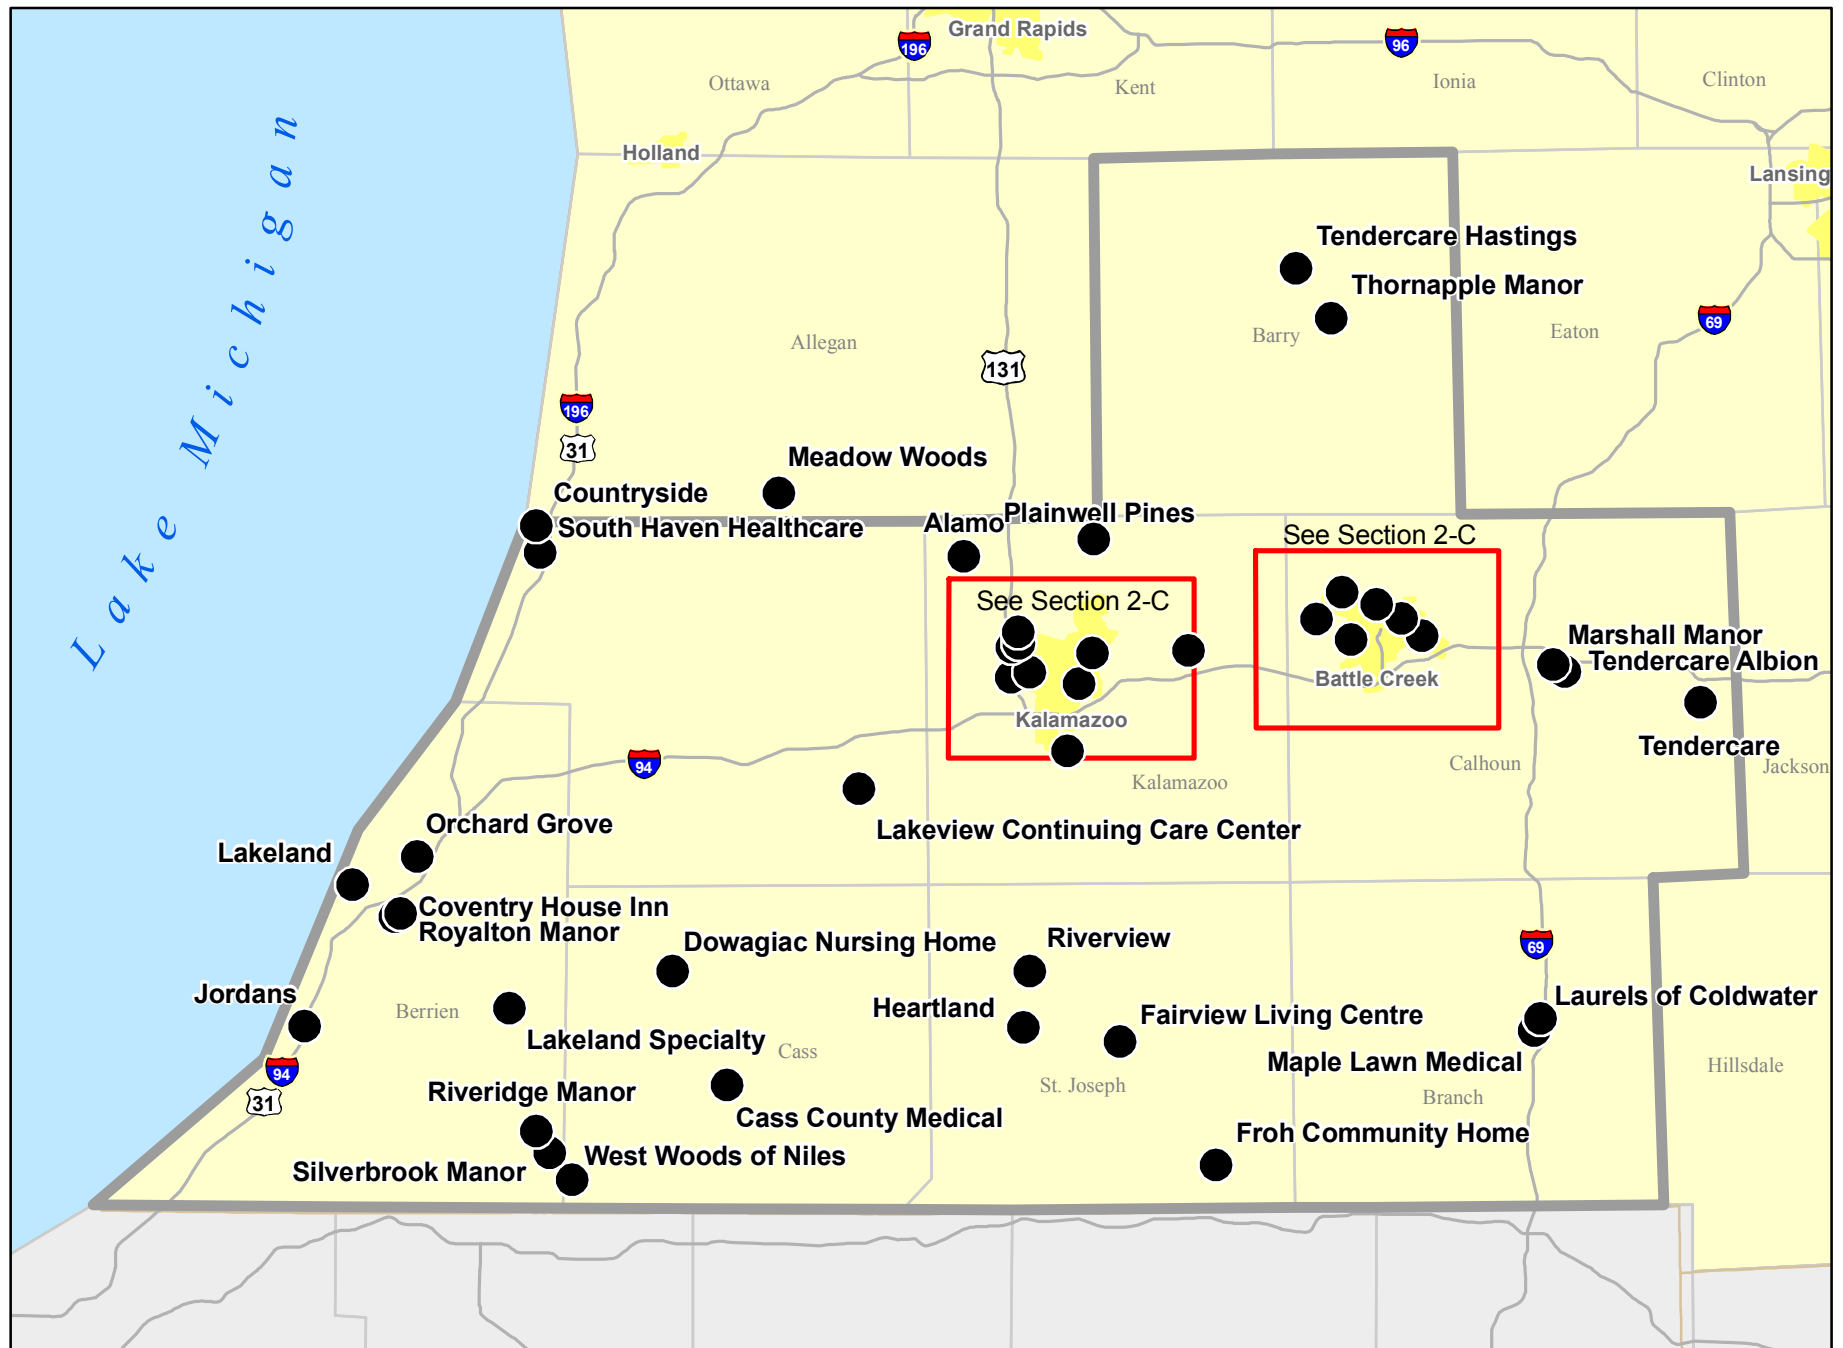 Grand Rapids
196
96
Ottawa
Kent
Ionia
Clinton
Holland
Lansing
Lake Michigan
Tendercare Hastings
Thornapple Manor
69
Allegan
Barry
Eaton
131
196
31
Meadow Woods
Countryside
South Haven Healthcare
Alamo
Plainwell Pines
See Section 2-C
See Section 2-C
Marshall Manor
Tendercare Albion
Battle Creek
Kalamazoo
Tendercare
94
Calhoun
Jackson
Kalamazoo
Orchard Grove
Lakeview Continuing Care Center
Lakeland
Coventry House Inn
Royalton Manor
Dowagiac Nursing Home
Riverview
69
Jordans
Berrien
Heartland
Fairview Living Centre
Laurels of Coldwater
Lakeland Specialty
Cass
Maple Lawn Medical
Hillsdale
94
31
Riveridge Manor
St. Joseph
Branch
Cass County Medical
Froh Community Home
Silverbrook Manor
West Woods of Niles